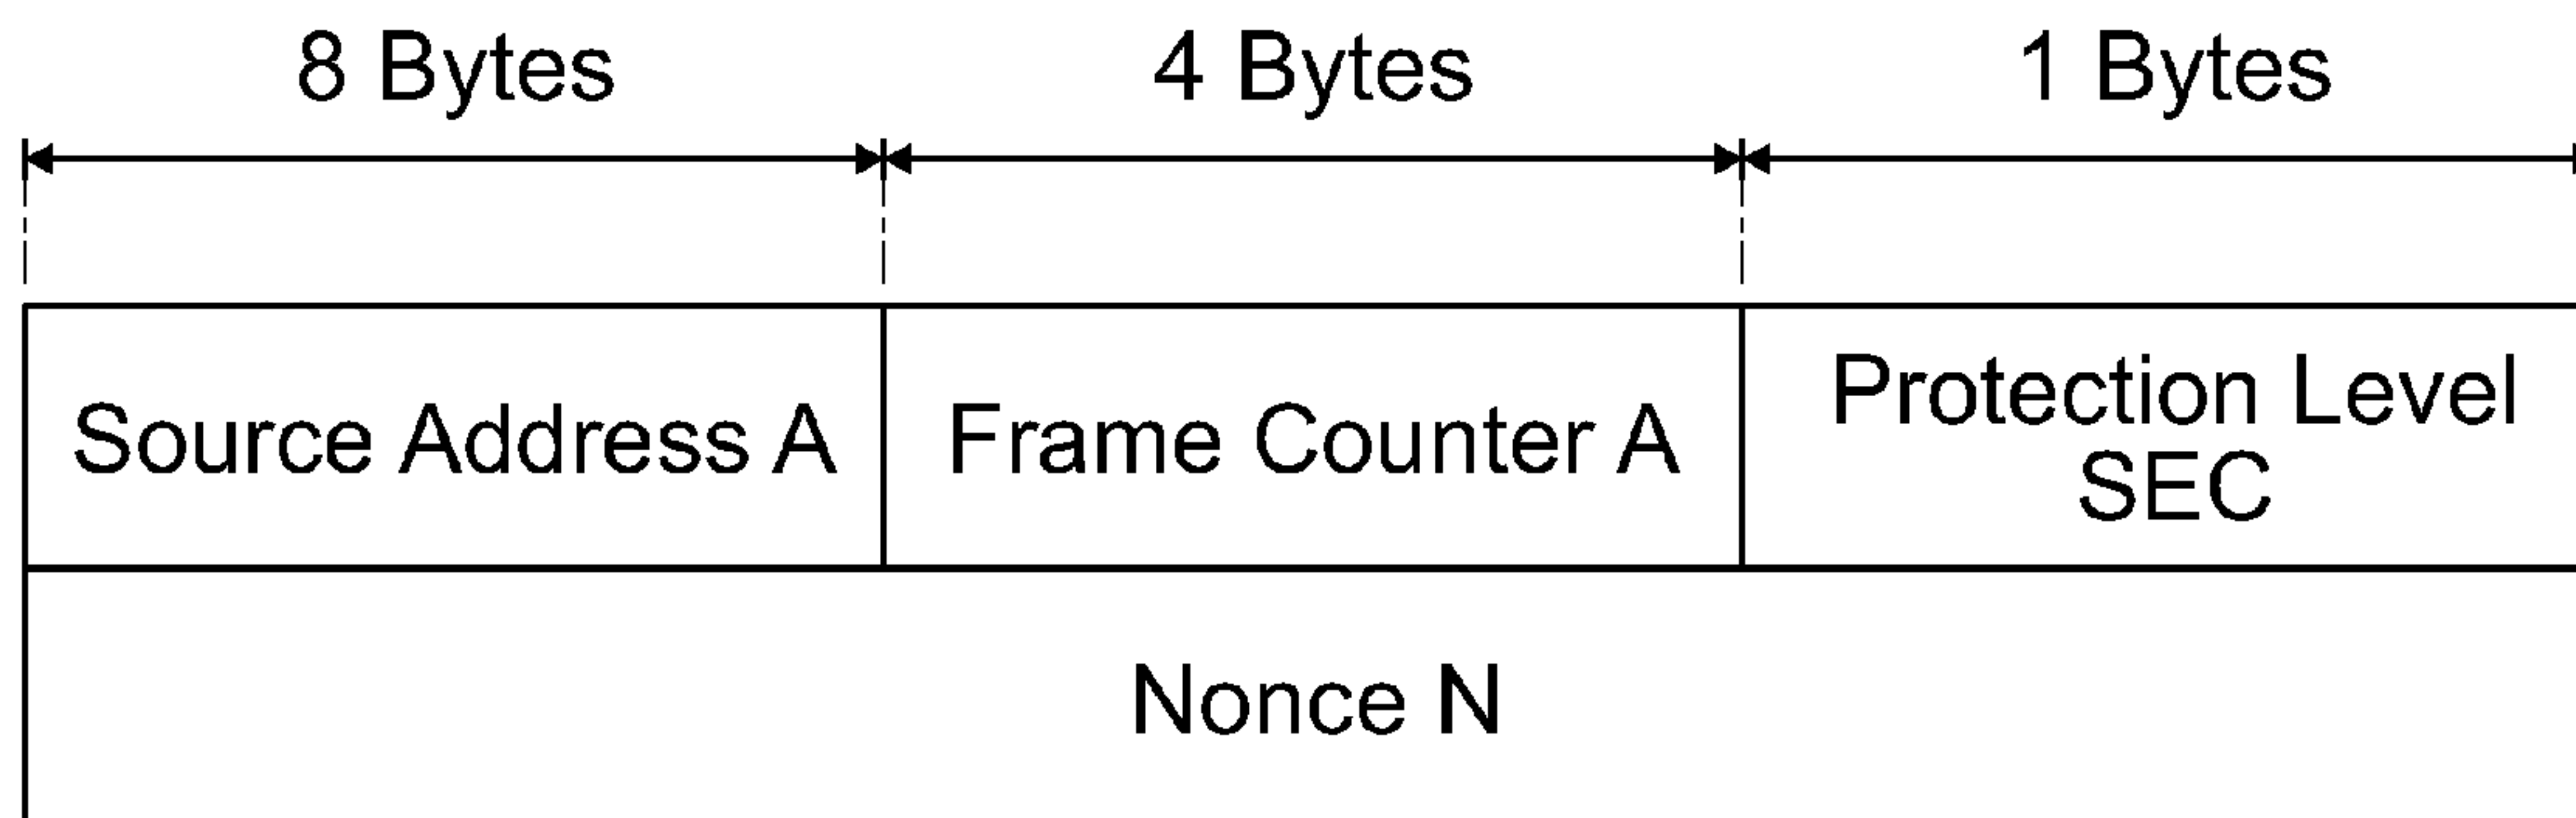 8 Bytes 4 Bytes 1 Bytes
Source Address A Frame Counter A Protection Level
SEC
Nonce N